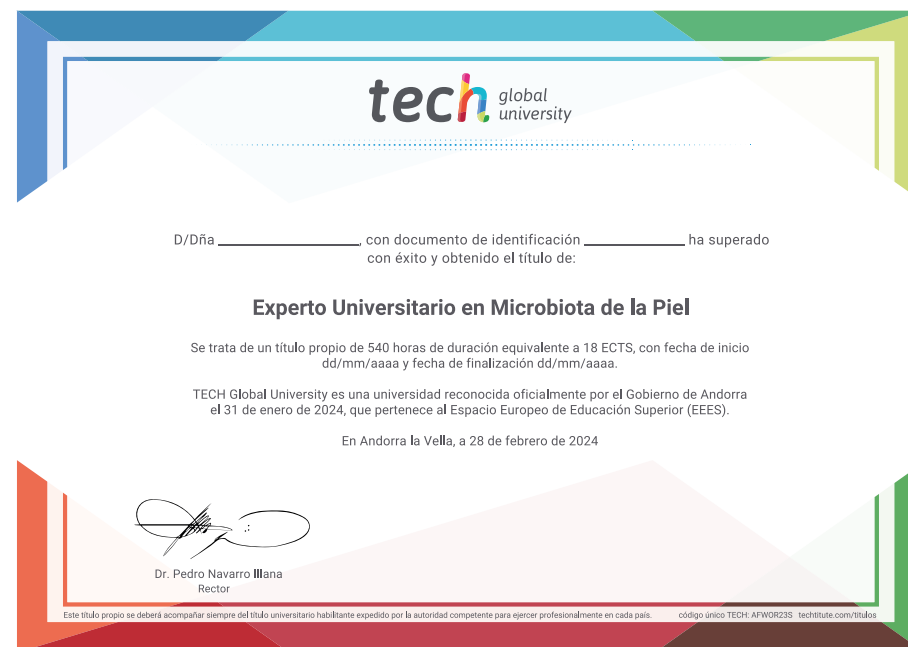 tech global university
D/Dña ____________________, con documento de identificación ______________ ha superado
con éxito y obtenido el título de:
Experto Universitario en Microbiota de la Piel
Se trata de un título propio de 540 horas de duración equivalente a 18 ECTS, con fecha de inicio
dd/mm/aaaa y fecha de finalización dd/mm/aaaa.
TECH Global University es una universidad reconocida oficialmente por el Gobierno de Andorra
el 31 de enero de 2024, que pertenece al Espacio Europeo de Educación Superior (EEES).
En Andorra la Vella, a 28 de febrero de 2024
Dr. Pedro Navarro Illana
Rector
Este título propio se deberá acompañar siempre del título universitario habilitante expedido por la autoridad competente para ejercer profesionalmente en cada país. código único TECH: AFWOR23S techtitute.com/titulos